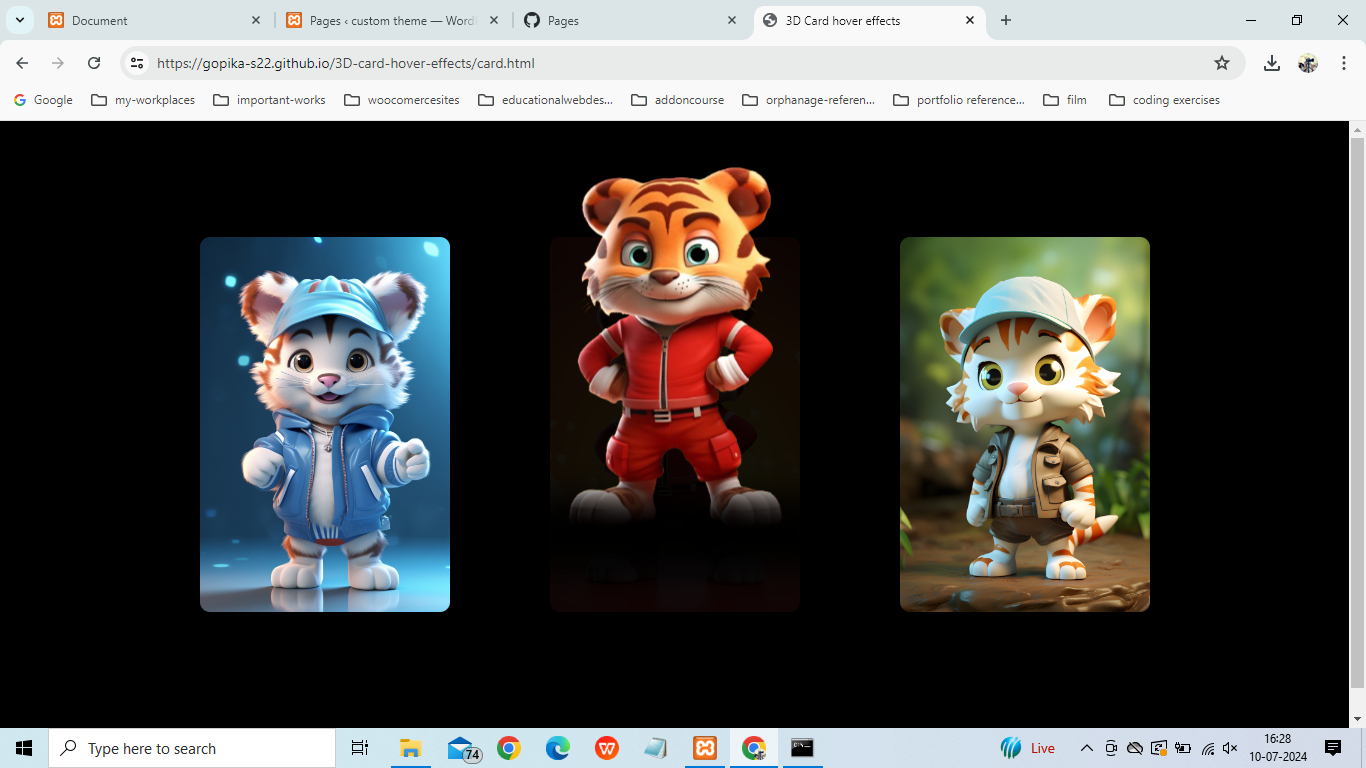 Document
Pages ‹ custom theme — Word
Pages
3D Card hover effects
https://gopika-s22.github.io/3D-card-hover-effects/card.html
Google my-workplaces important-works woocomercesites educationalwebdes... addoncourse orphanage-referen... portfolio reference... film coding exercises
Type here to search
74
W
Live
16:28
10-07-2024